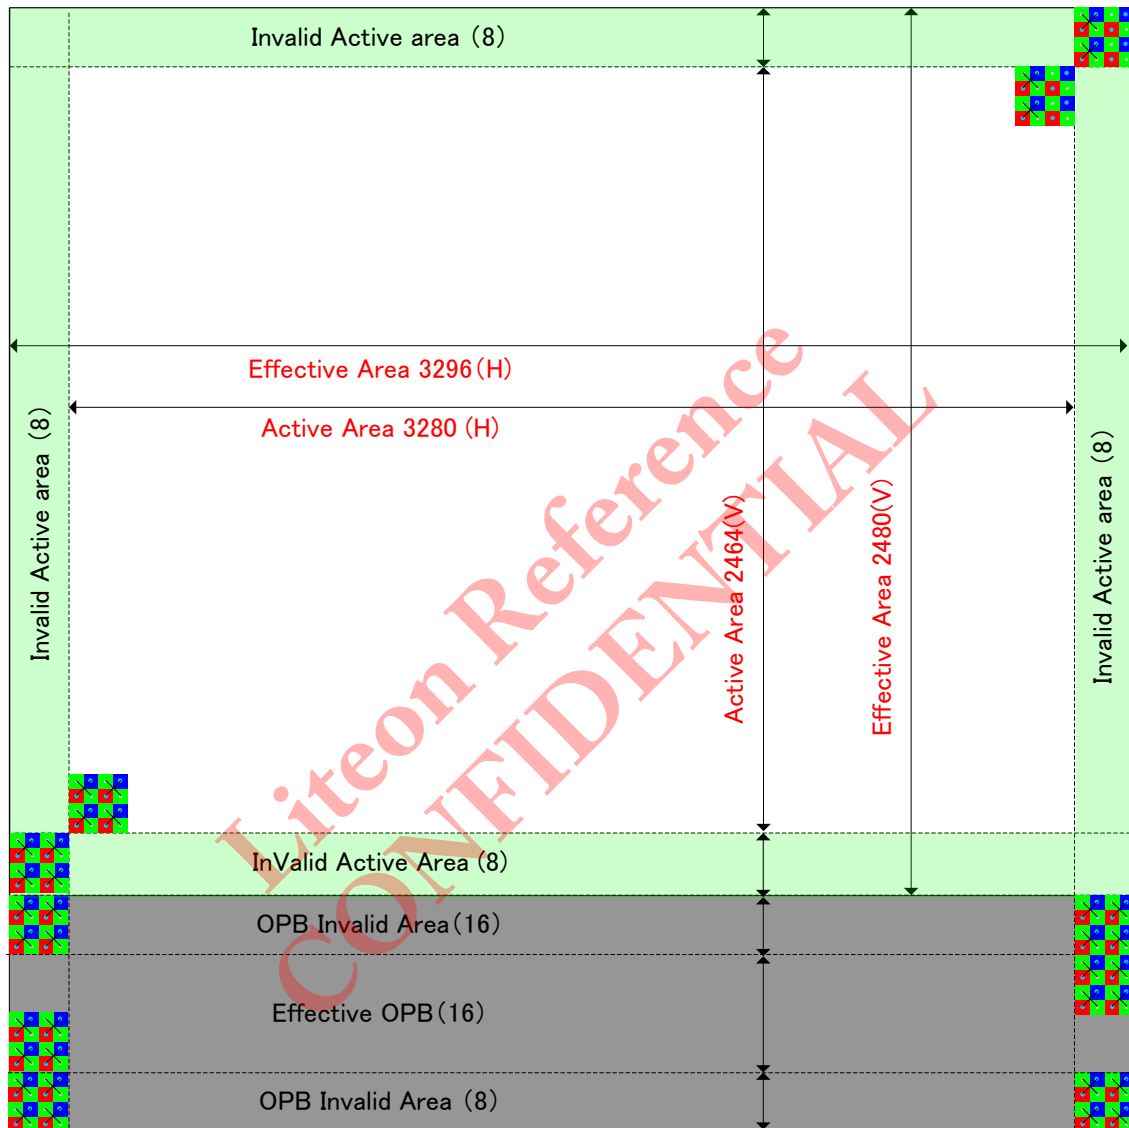 Invalid Active area (8)
Effective Area 3296(H)
Active Area 3280 (H)
Invalid Active area (8)
Active Area 2464(V)
Effective Area 2480(V)
Invalid Active area (8)
Liteon Reference
CONFIDENTIAL
InValid Active Area (8)
OPB Invalid Area(16)
Effective OPB(16)
OPB Invalid Area (8)